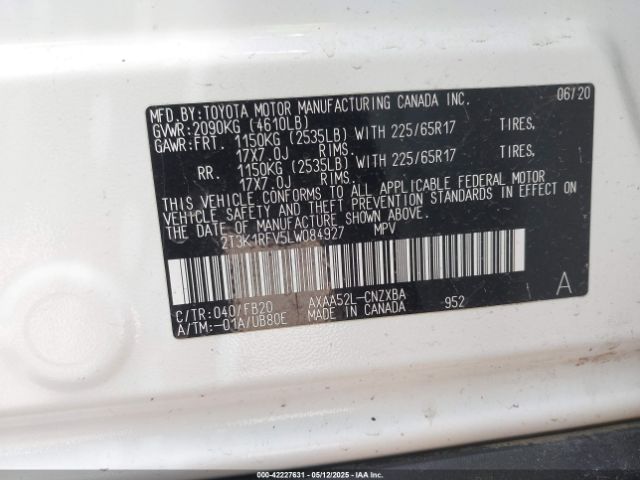 MFD.BY:TOYOTA MOTOR MANUFACTURING CANADA INC. 06/20
GVWR:2090KG (4610LB)
GAWR:FRT. 1150KG (2535LB) WITH 225/65R17 TIRES,
17X7.0J RIMS.
RR. 1150KG (2535LB) WITH 225/65R17 TIRES,
17X7.0J RIMS.
THIS VEHICLE CONFORMS TO ALL APPLICABLE FEDERAL MOTOR
VEHICLE SAFETY AND THEFT PREVENTION STANDARDS IN EFFECT ON
THE DATE OF MANUFACTURE SHOWN ABOVE.
2T3K1RFV5LW084927 MPV
C/TR:040/FB20 AXAA52L-CNZXBA 952 A
A/TM:-01A/UB80E MADE IN CANADA
000-42227631 - 05/12/2025 - IAA Inc.